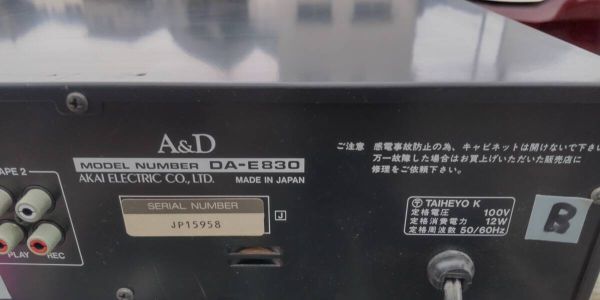 A&D
MODEL NUMBER DA-E830
AKAI ELECTRIC CO., LTD. MADE IN JAPAN
SERIAL NUMBER
JP15958
J
TAPE 2
PLAY REC
ご注意 感電事故防止の為、キャビネットは開けないで下さい。
万一故障した場合はお買上げいただいた販売店に
修理をご依頼下さい。
TAIHEYO K
定格電圧 100V
定格消費電力 12W
定格周波数 50/60Hz
B